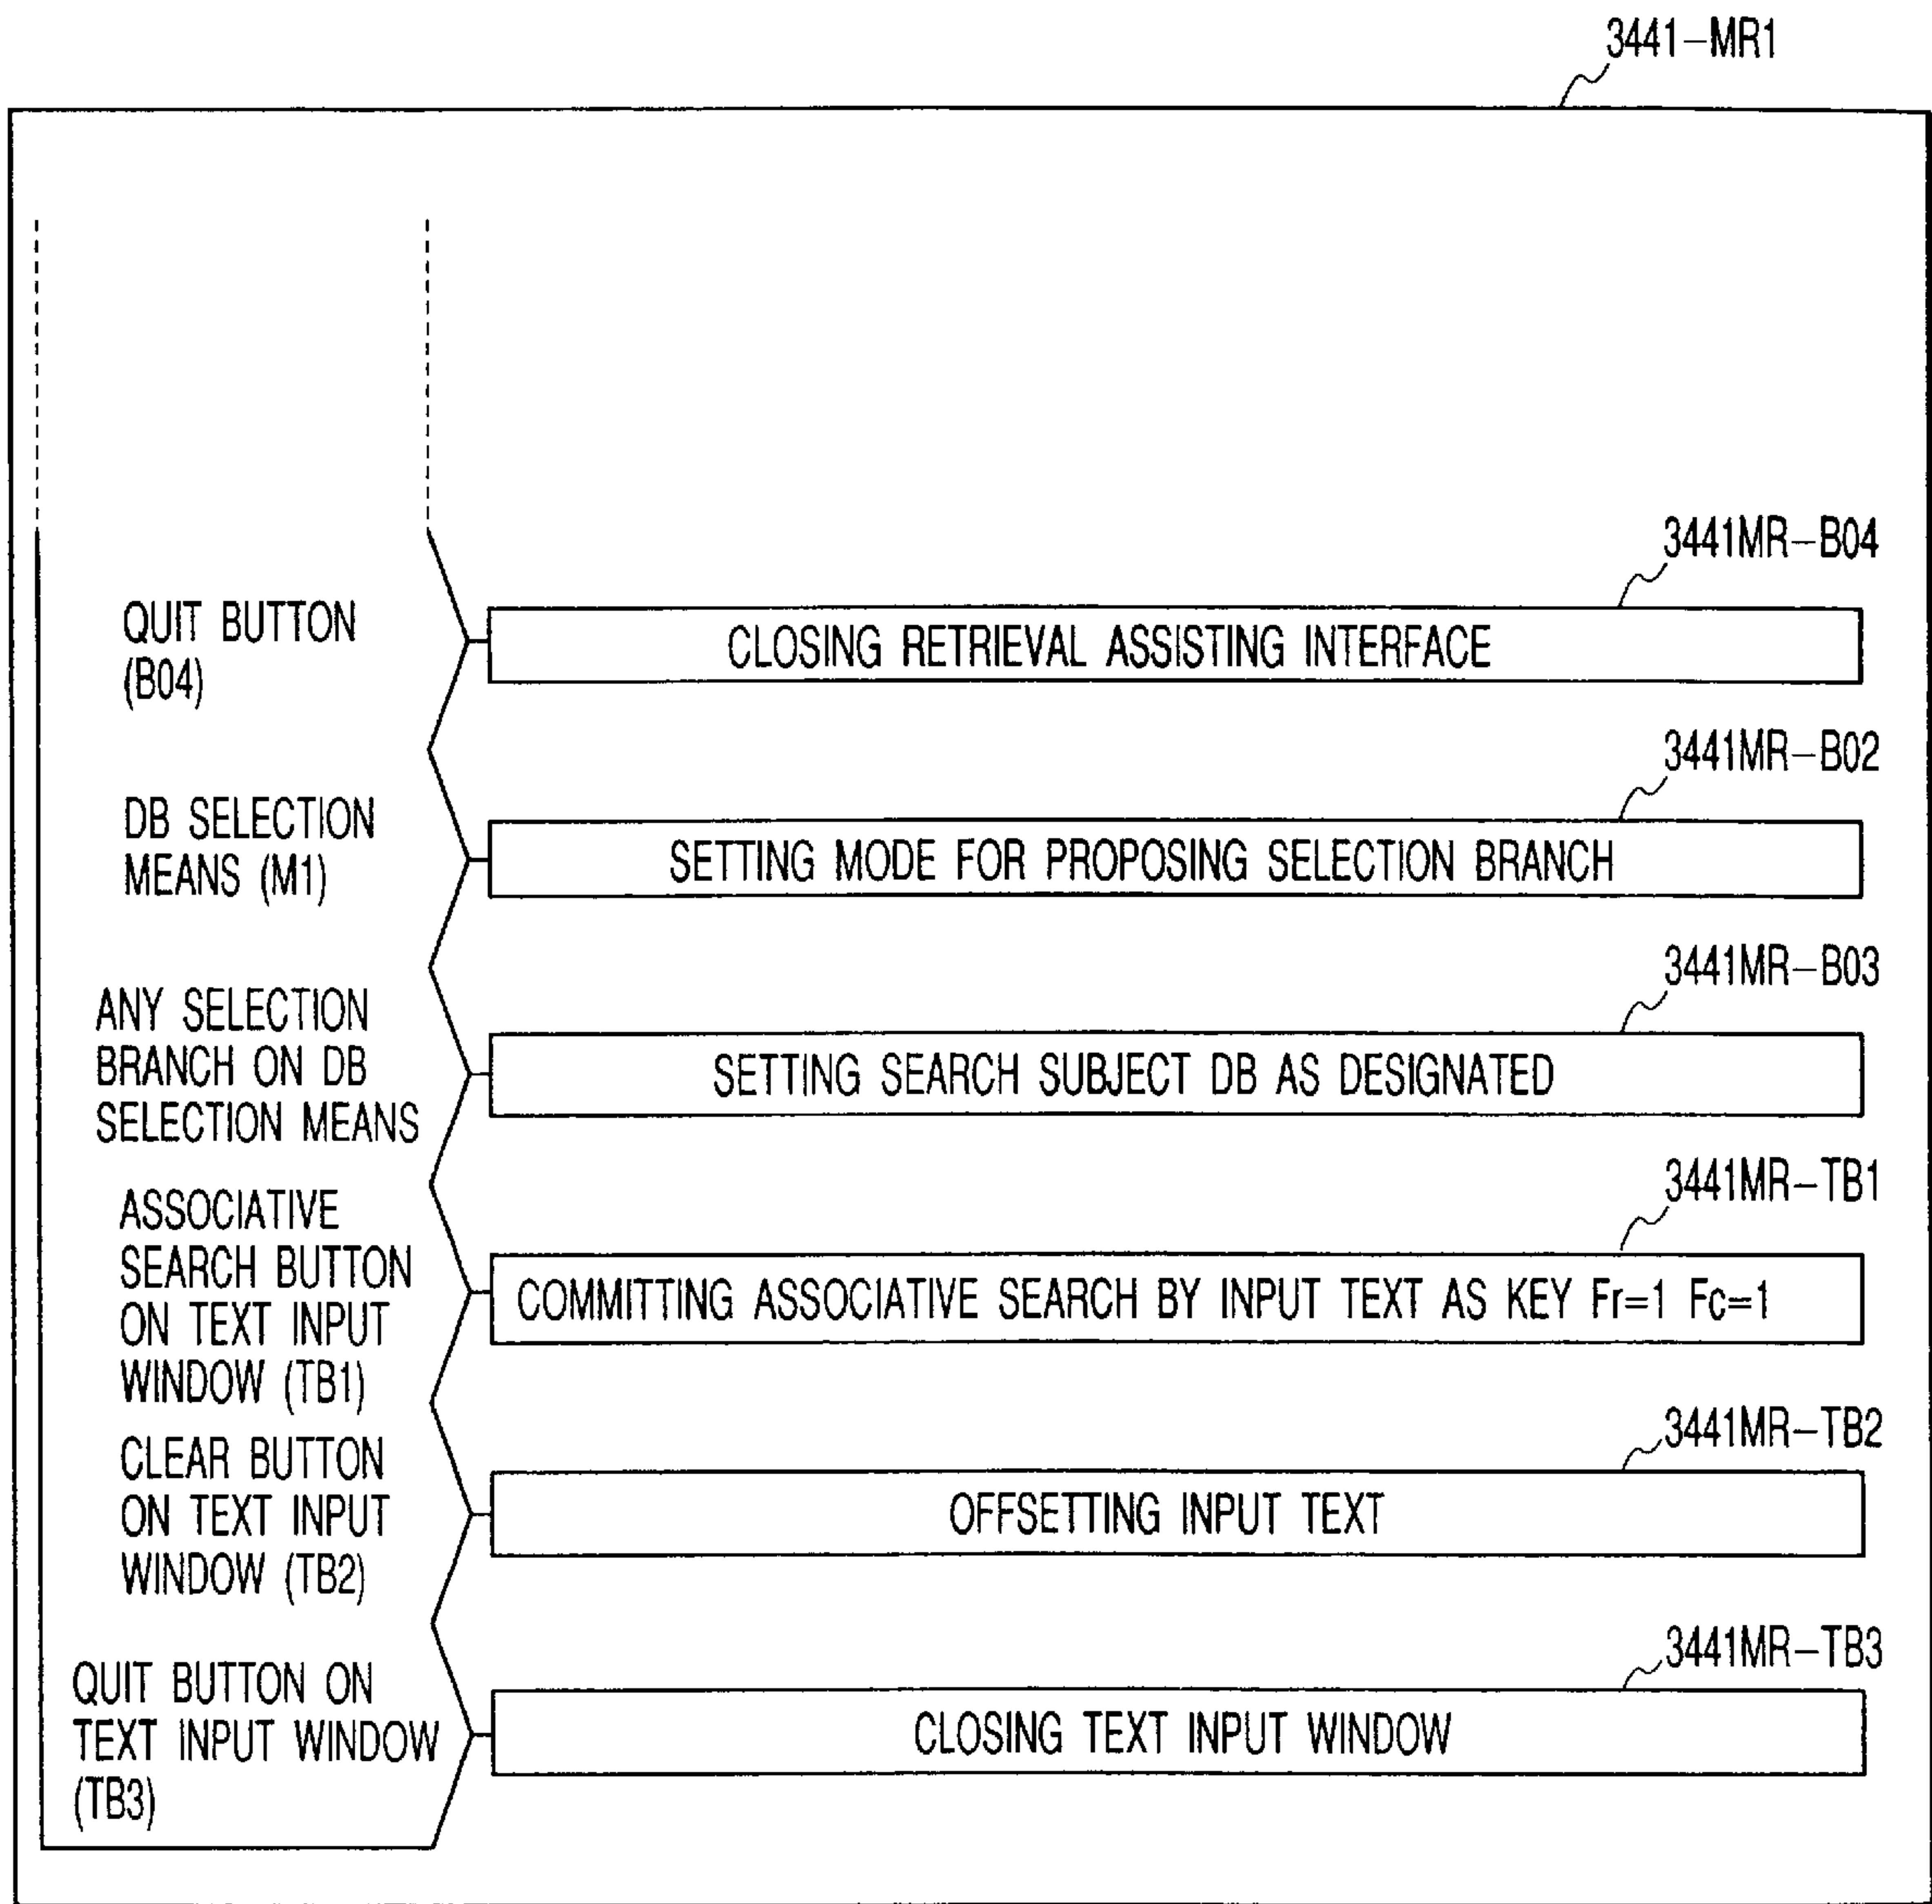 3441-MR1
3441MR-B04
QUIT BUTTON
(B04)
CLOSING RETRIEVAL ASSISTING INTERFACE
3441MR-B02
DB SELECTION
MEANS (M1)
SETTING MODE FOR PROPOSING SELECTION BRANCH
3441MR-B03
ANY SELECTION
BRANCH ON DB
SELECTION MEANS
SETTING SEARCH SUBJECT DB AS DESIGNATED
3441MR-TB1
ASSOCIATIVE
SEARCH BUTTON
ON TEXT INPUT
WINDOW (TB1)
COMMITTING ASSOCIATIVE SEARCH BY INPUT TEXT AS KEY Fr=1 Fc=1
3441MR-TB2
CLEAR BUTTON
ON TEXT INPUT
WINDOW (TB2)
OFFSETTING INPUT TEXT
3441MR-TB3
QUIT BUTTON ON
TEXT INPUT WINDOW
(TB3)
CLOSING TEXT INPUT WINDOW